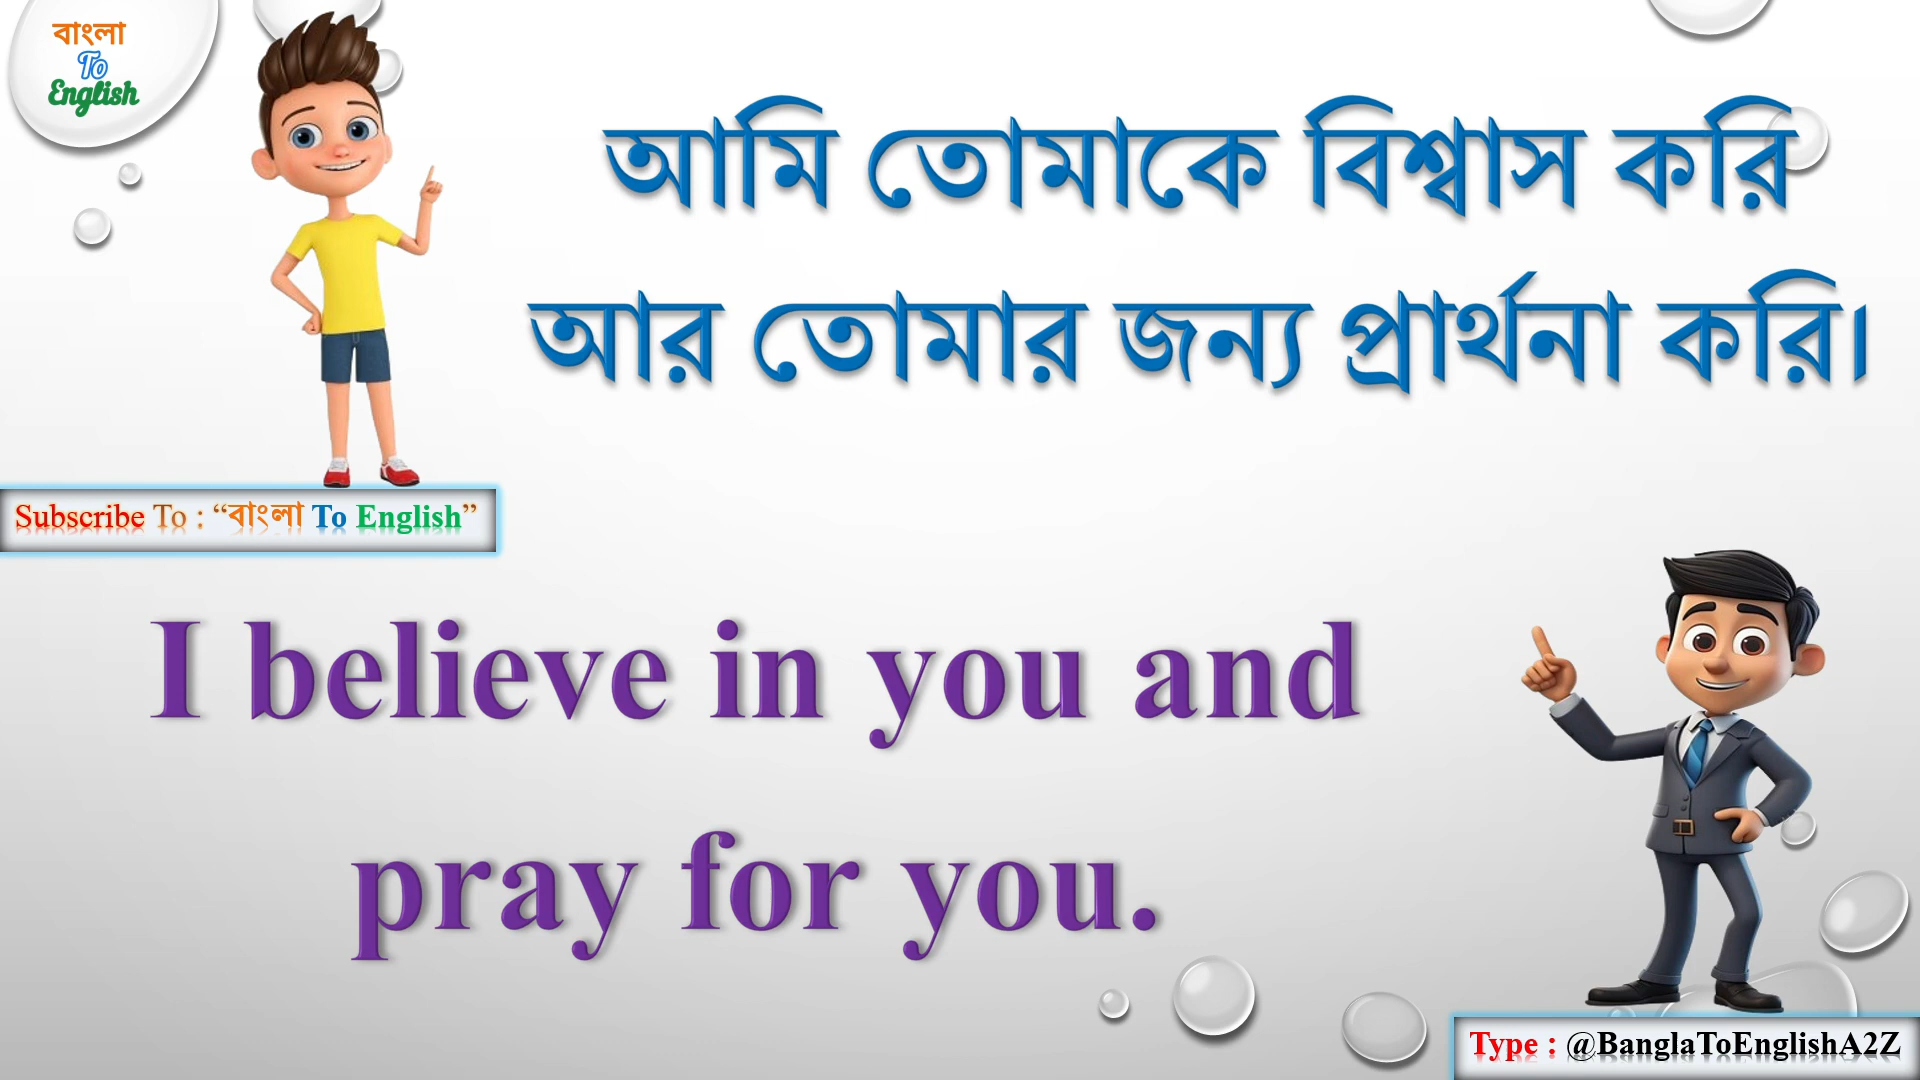 বাংলা
To
English
আমি তোমাকে বিশ্বাস করি
আর তোমার জন্য প্রার্থনা করি।
Subscribe To : “বাংলা To English”
I believe in you and
pray for you.
Type : @BanglaToEnglishA2Z